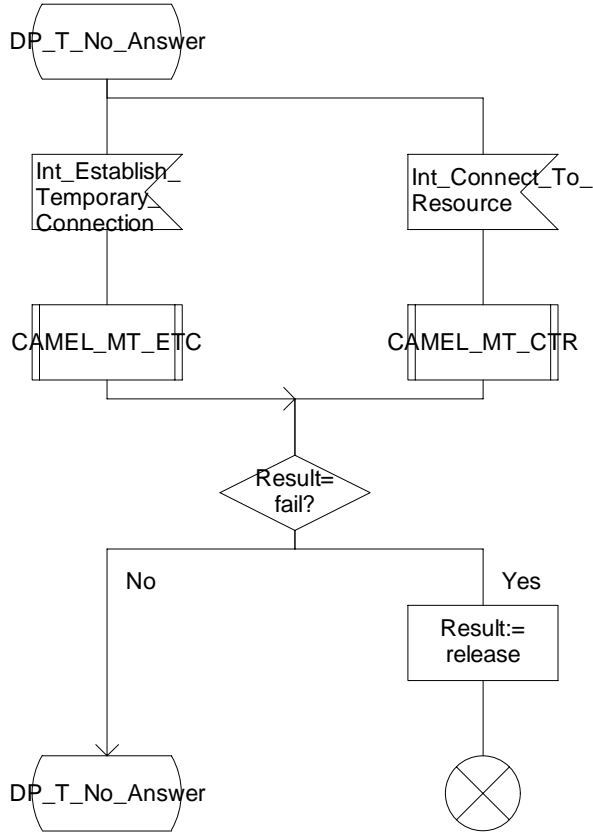 DP_T_No_Answer
Int_Establish_
Temporary_
Connection
Int_Connect_To_
Resource
CAMEL_MT_ETC
CAMEL_MT_CTR
Result=
fail?
No
Yes
Result:=
release
DP_T_No_Answer